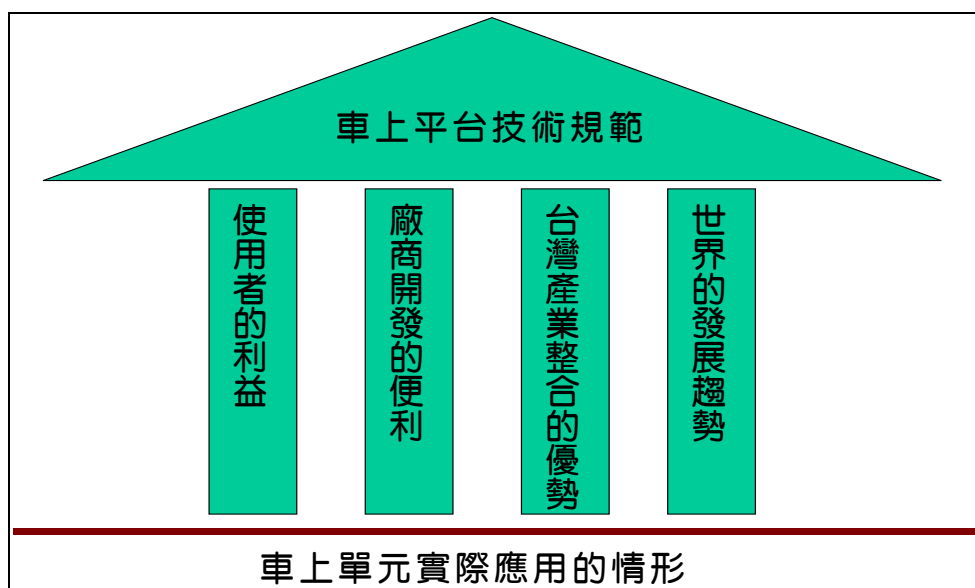 車上平台技術規範
使用者的利益
廠商開發的便利
台灣產業整合的優勢
世界的發展趨勢
車上單元實際應用的情形